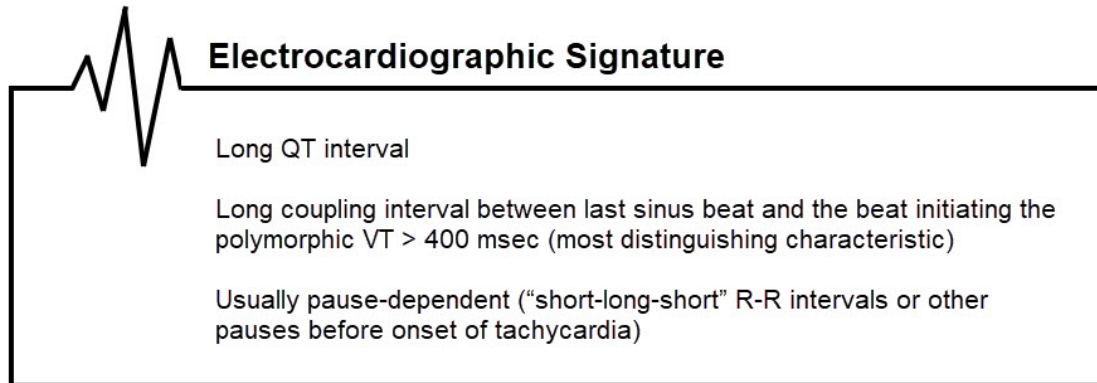 Electrocardiographic Signature
Long QT interval
Long coupling interval between last sinus beat and the beat initiating the
polymorphic VT > 400 msec (most distinguishing characteristic)
Usually pause-dependent (“short-long-short” R-R intervals or other
pauses before onset of tachycardia)